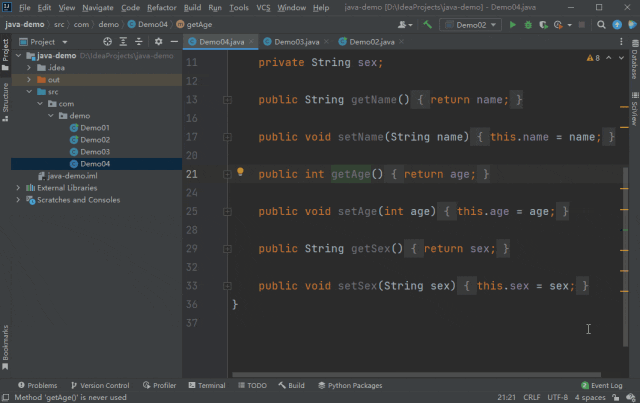 File Edit View Navigate Code Refactor Build Run Tools VCS Window Help java-demo [D:\IdeaProjects\java-demo] - Demo04.java
java-demo src com demo Demo04 getAge Demo02
Project Demo04.java Demo03.java Demo02.java
java-demo D:\IdeaProjects\java-demo
.idea
out
src
com
demo
Demo01
Demo02
Demo03
Demo04
java-demo.iml
External Libraries
Scratches and Consoles
Project
Structure
Bookmarks
11 private String sex;
8
13 public String getName() { return name; }
17 public void setName(String name) { this.name = name; }
20
21 public int getAge() { return age; }
24
25 public void setAge(int age) { this.age = age; }
28
29 public String getSex() { return sex; }
32
33 public void setSex(String sex) { this.sex = sex; }
36 }
37
Database
SciView
Problems Version Control Profiler Terminal TODO Build Python Packages Event Log
Method 'getAge()' is never used 21:21 CRLF UTF-8 4 spaces